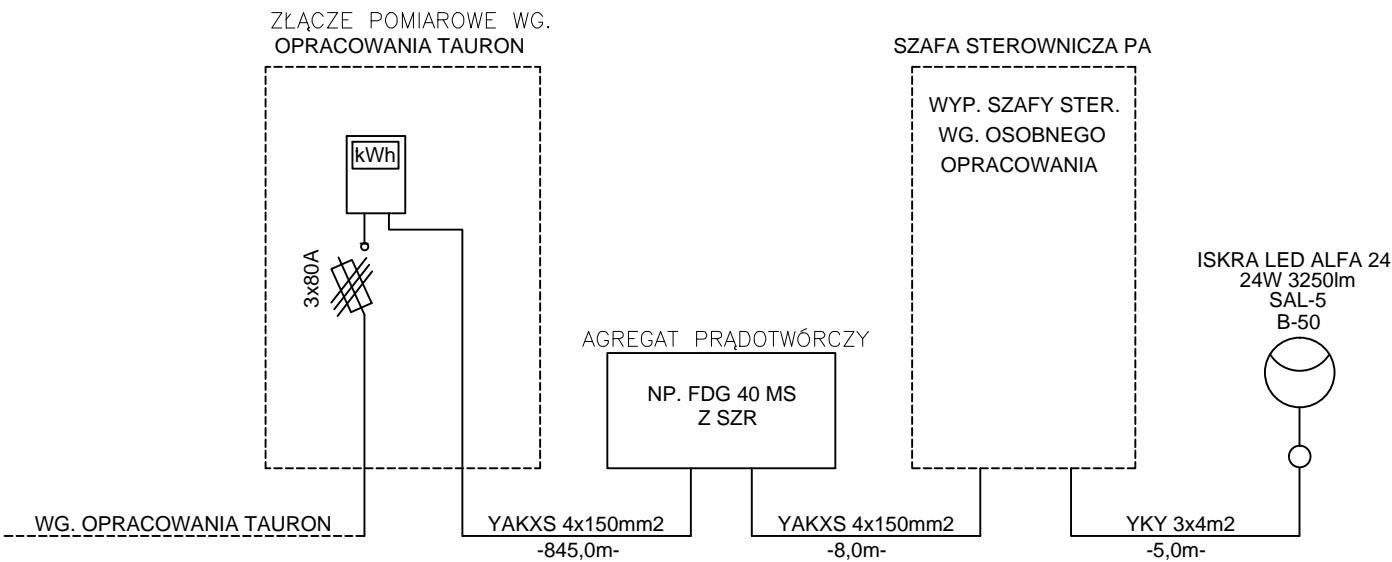 ZŁĄCZE POMIAROWE WG.
OPRACOWANIA TAURON
kWh
3x80A
WG. OPRACOWANIA TAURON
YAKXS 4x150mm2
-845,0m-
AGREGAT PRĄDOTWÓRCZY
NP. FDG 40 MS
Z SZR
YAKXS 4x150mm2
-8,0m-
SZAFA STEROWNICZA PA
WYP. SZAFY STER.
WG. OSOBNEGO
OPRACOWANIA
YKY 3x4m2
-5,0m-
ISKRA LED ALFA 24
24W 3250lm
SAL-5
B-50